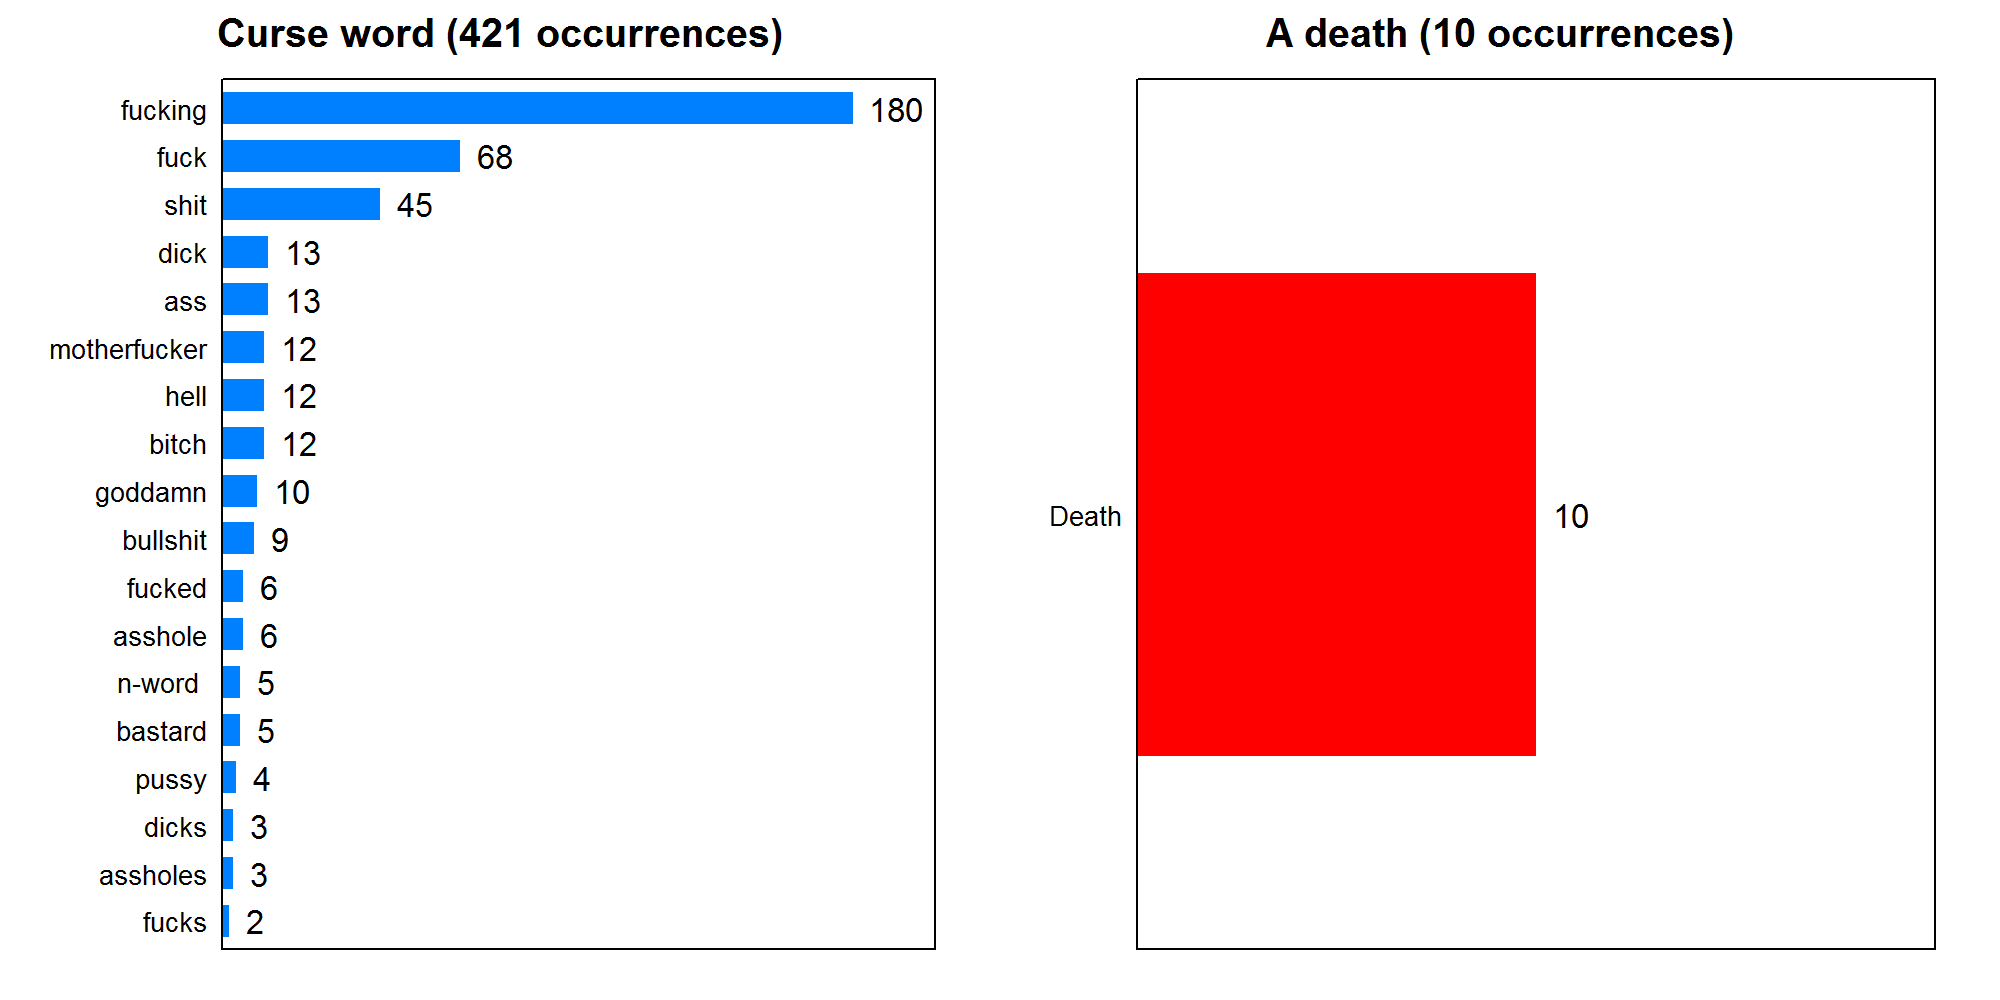 Curse word (421 occurrences)
fucking 180
fuck 68
shit 45
dick 13
ass 13
motherfucker 12
hell 12
bitch 12
goddamn 10
bullshit 9
fucked 6
asshole 6
n-word 5
bastard 5
pussy 4
dicks 3
assholes 3
fucks 2
A death (10 occurrences)
Death 10